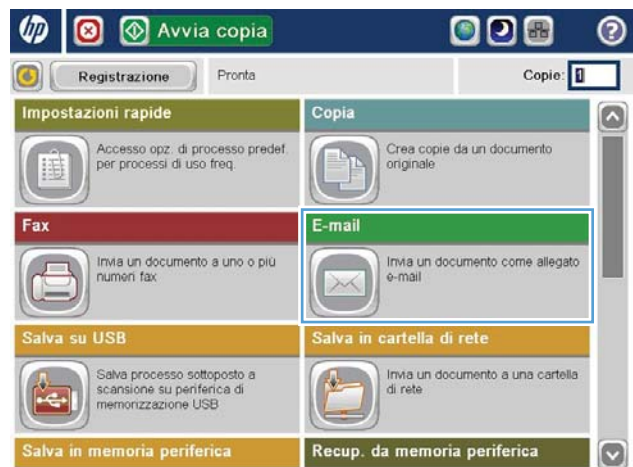 hp Avvia copia ?
Registrazione Pronta Copie: 1
Impostazioni rapide
Accesso opz. di processo predef.
per processi di uso freq.
Copia
Crea copie da un documento
originale
Fax
Invia un documento a uno o più
numeri fax
E-mail
Invia un documento come allegato
e-mail
Salva su USB
Salva processo sottoposto a
scansione su periferica di
memorizzazione USB
Salva in cartella di rete
Invia un documento a una cartella
di rete
Salva in memoria periferica
Recup. da memoria periferica